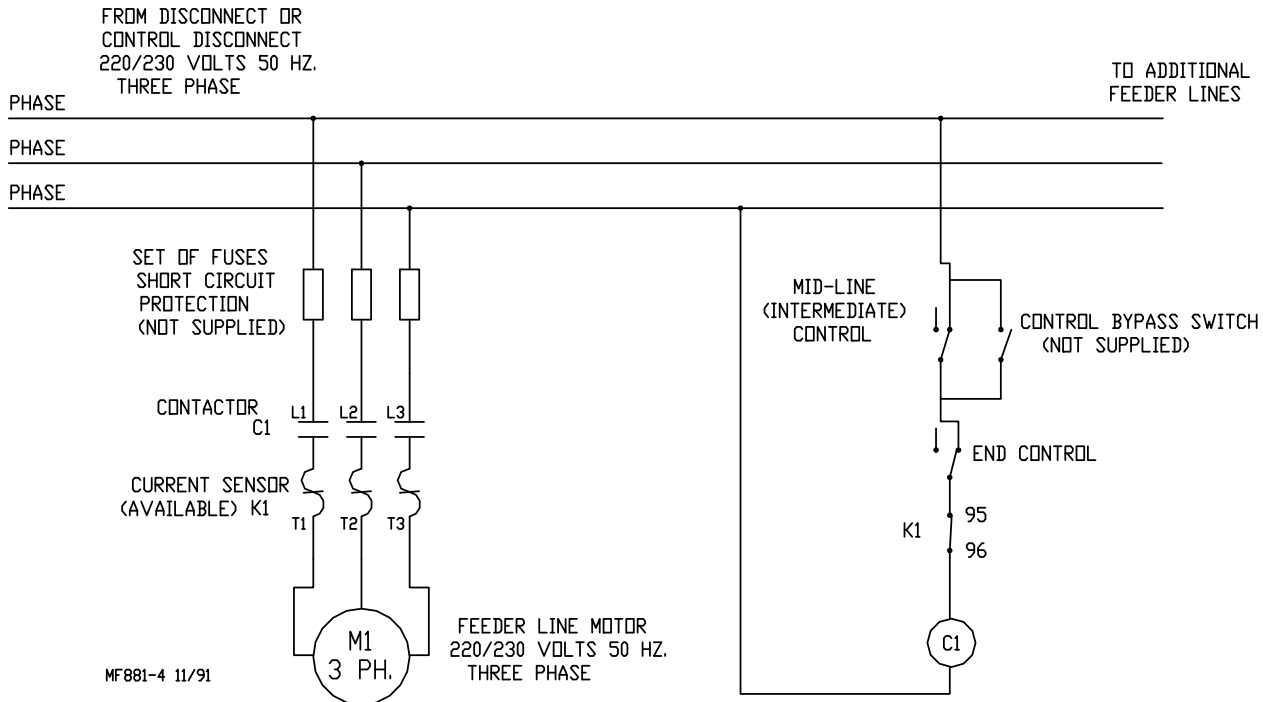 FROM DISCONNECT OR
CONTROL DISCONNECT
220/230 VOLTS 50 HZ.
THREE PHASE
TO ADDITIONAL
FEEDER LINES
PHASE
PHASE
PHASE
SET OF FUSES
SHORT CIRCUIT
PROTECTION
(NOT SUPPLIED)
MID-LINE
(INTERMEDIATE)
CONTROL
CONTROL BYPASS SWITCH
(NOT SUPPLIED)
CONTACTOR
C1
L1
L2
L3
END CONTROL
CURRENT SENSOR
(AVAILABLE) K1
T1
T2
T3
K1
95
96
M1
3 PH.
FEEDER LINE MOTOR
220/230 VOLTS 50 HZ.
THREE PHASE
C1
MF881-4 11/91